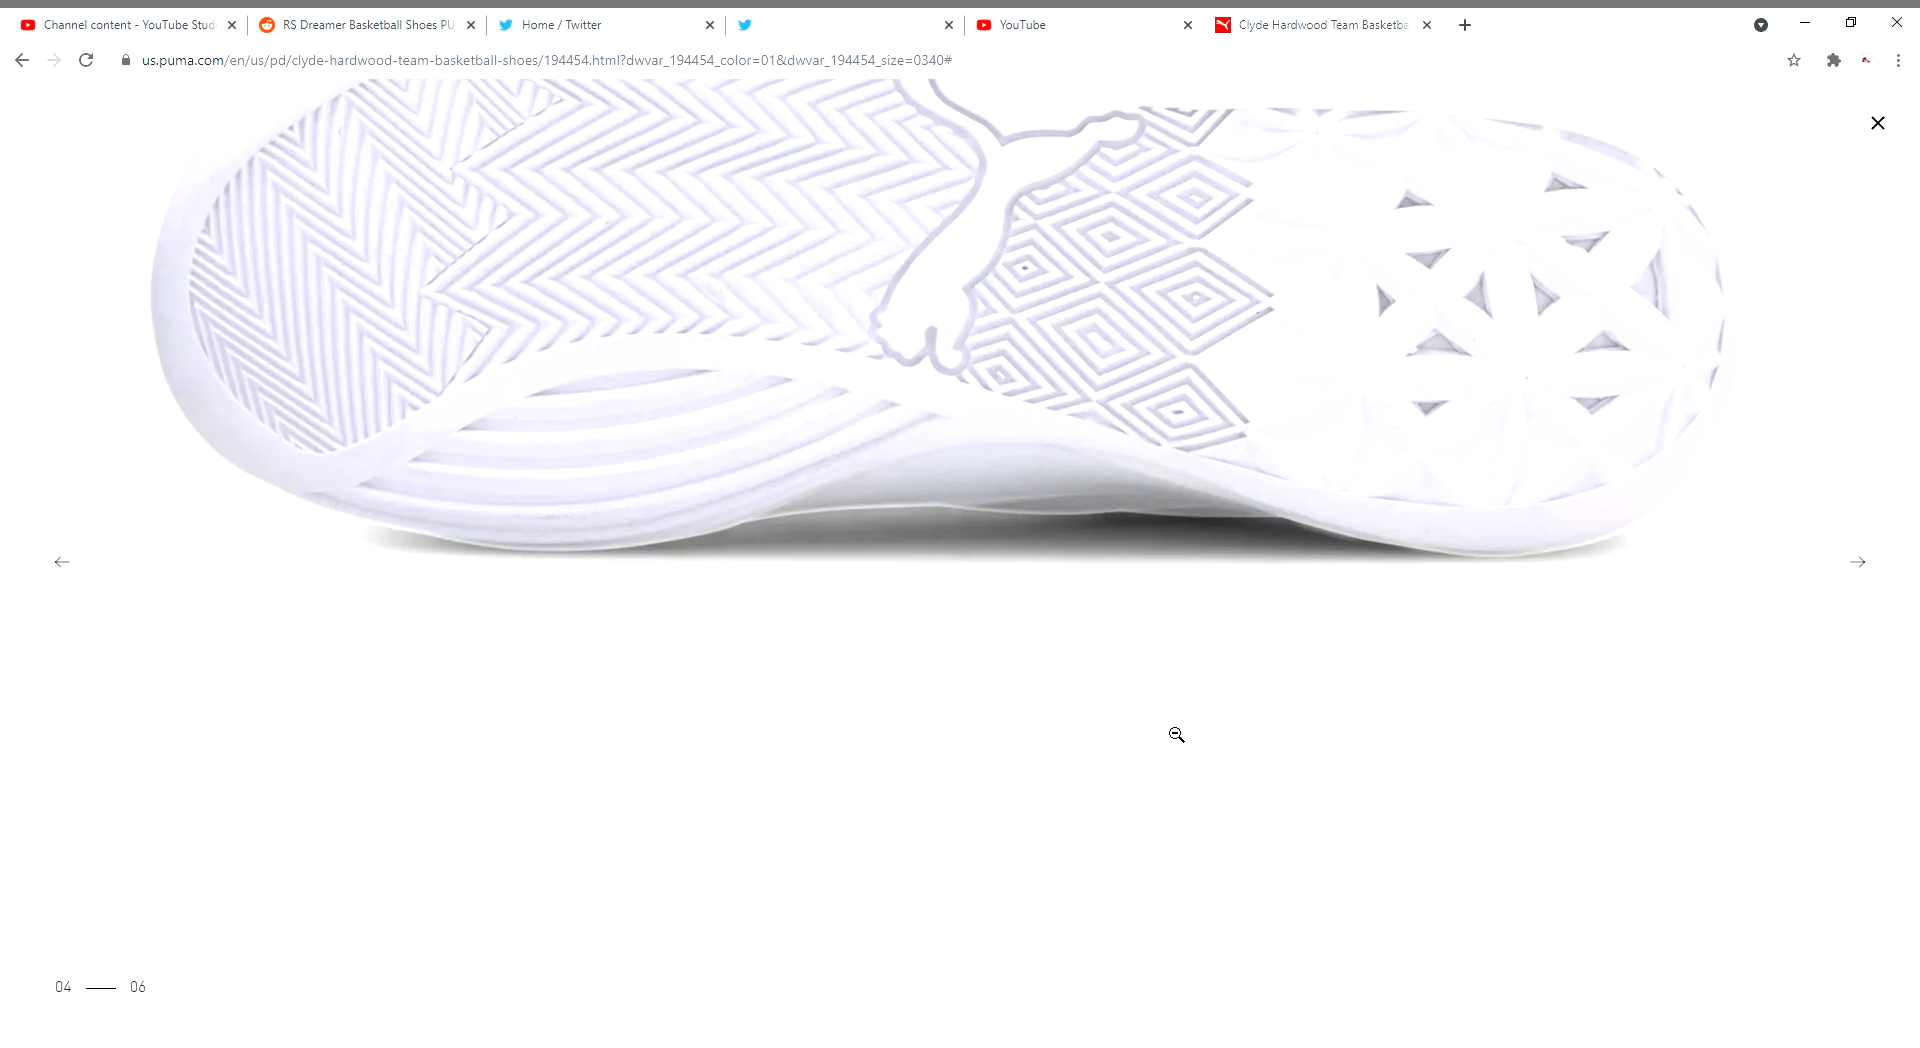 Channel content - YouTube Stud
RS Dreamer Basketball Shoes PU
Home / Twitter
YouTube
Clyde Hardwood Team Basketba
us.puma.com/en/us/pd/clyde-hardwood-team-basketball-shoes/194454.html?dwvar_194454_color=01&dwvar_194454_size=0340#
04 — 06